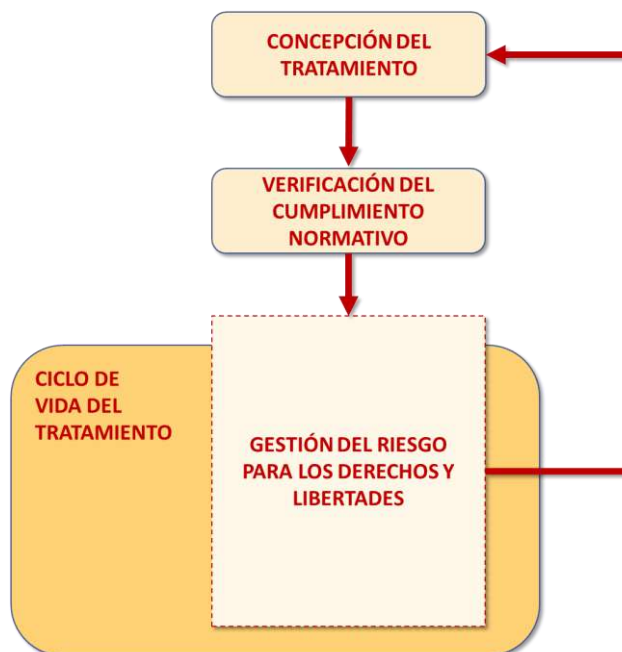 CONCEPCIÓN DEL
TRATAMIENTO
VERIFICACIÓN DEL
CUMPLIMIENTO
NORMATIVO
CICLO DE
VIDA DEL
TRATAMIENTO
GESTIÓN DEL RIESGO
PARA LOS DERECHOS Y
LIBERTADES